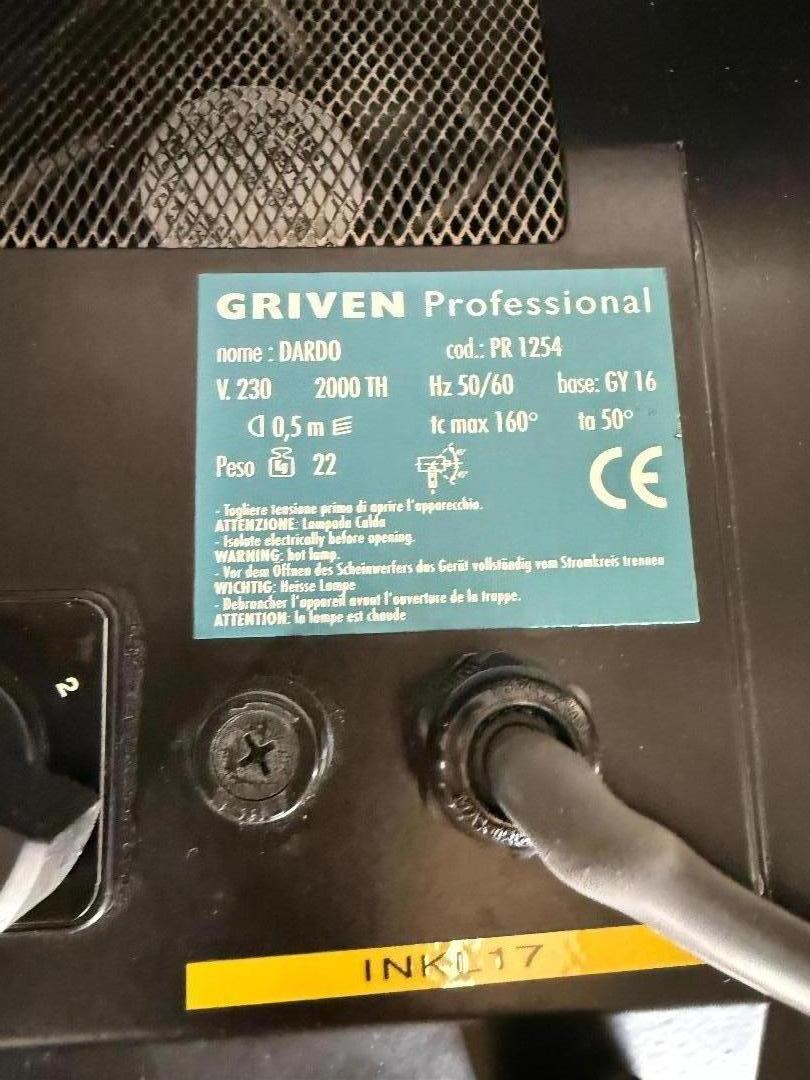 GRIVEN Professional
nome : DARDO cod.: PR 1254
V. 230 2000 TH Hz 50/60 base: GY 16
0,5 m tc max 160° ta 50°
Peso kg 22
CE
- Togliere tensione prima di aprire l'apparecchio.
ATTENZIONE: Lampada Calda
- Isolate electrically before opening.
WARNING: hot lamp.
- Vor dem Offnen des Scheinwerfers das Gerät vollständig vom Stromkreis trennen
WICHTIG: Heisse Lampe
- Debrancher l'appareil avant l'ouverture de la trappe.
ATTENTION: la lampe est chaude
2
INKL17